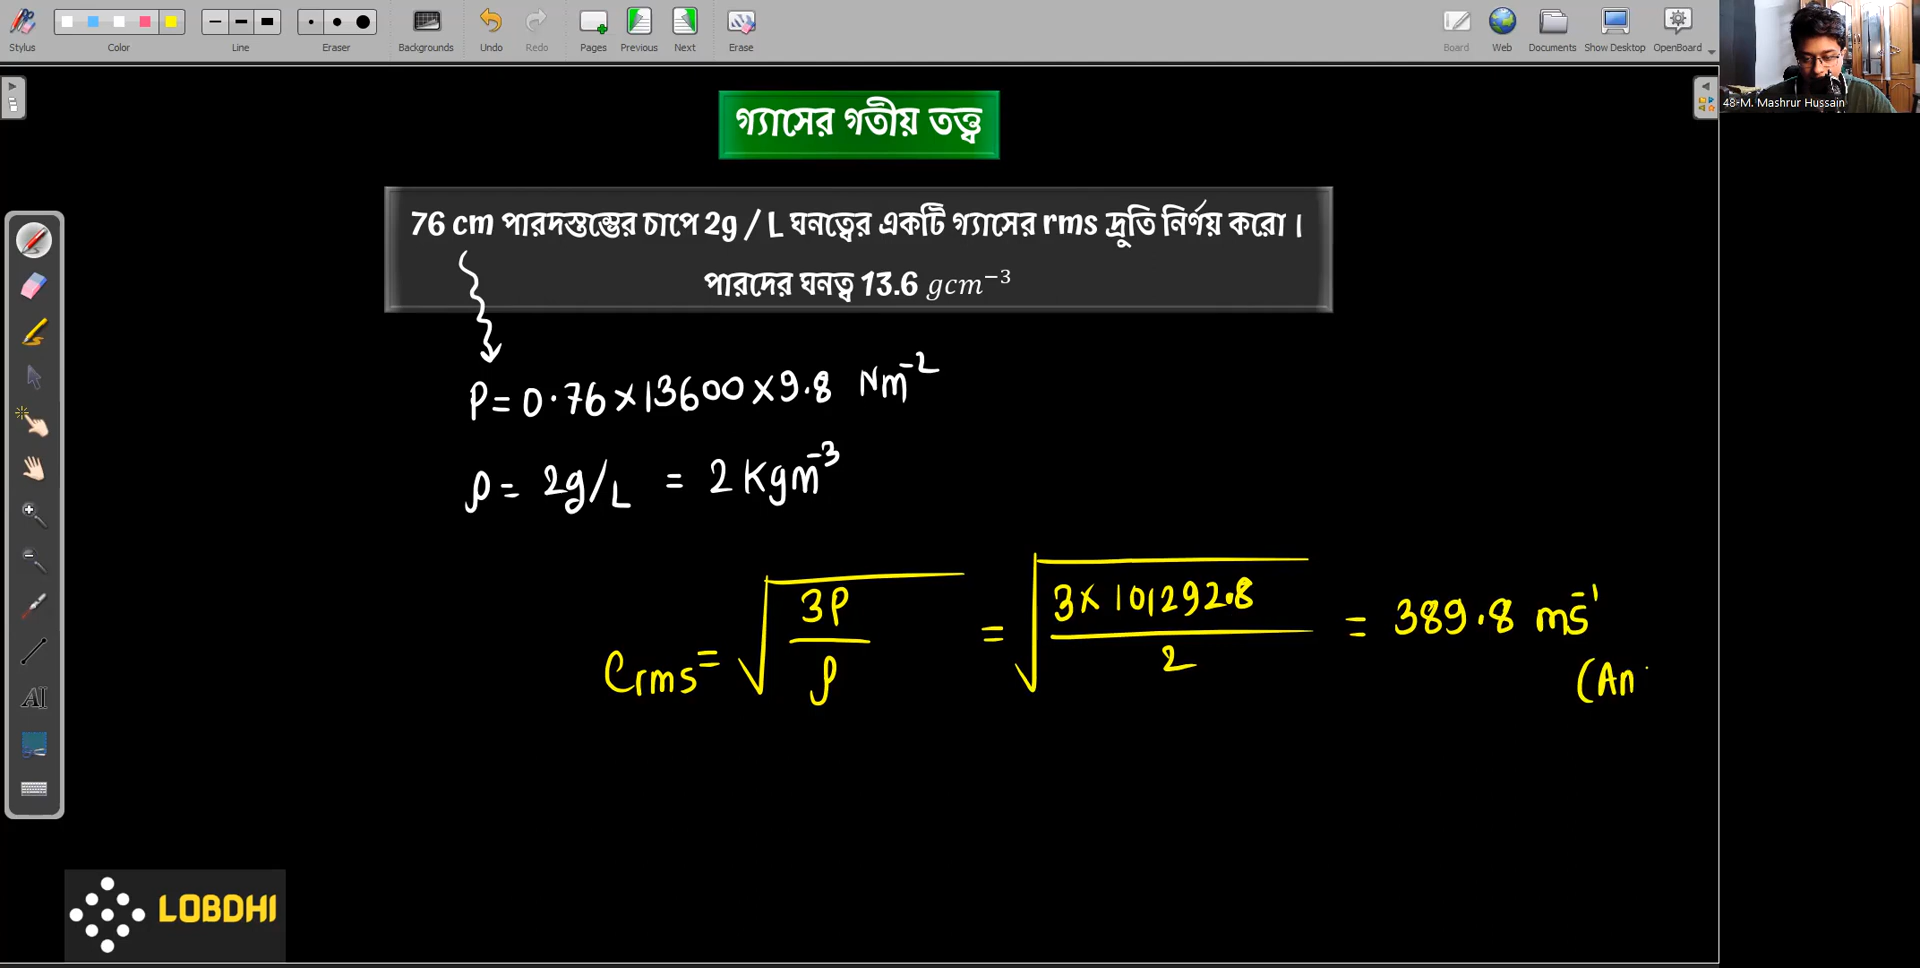 Stylus Color Line Eraser Backgrounds Undo Redo Pages Previous Next Erase Board Web Documents Show Desktop OpenBoard
48-M. Mashrur Hussain
গ্যাসের গতীয় তত্ত্ব
76 cm পারদস্তম্ভের চাপে 2g / L ঘনত্বের একটি গ্যাসের rms দ্রুতি নির্ণয় করো ।
পারদের ঘনত্ব 13.6 gcm⁻³
P = 0.76 × 13600 × 9.8 Nm⁻²
ρ = 2g/L = 2 Kgm⁻³
Crms = √(3P/ρ) = √(3 × 101292.8/2) = 389.8 ms⁻¹
(An
LOBDHI